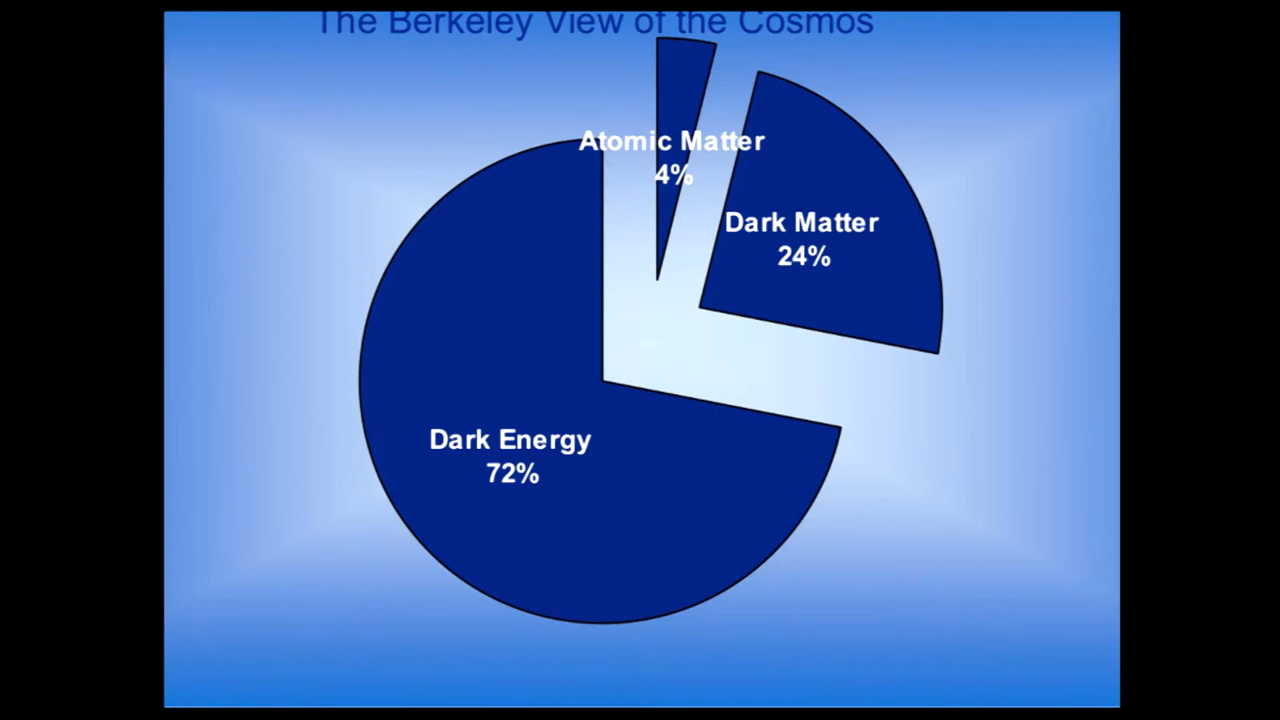 The Berkeley View of the Cosmos
Atomic Matter
4%
Dark Matter
24%
Dark Energy
72%